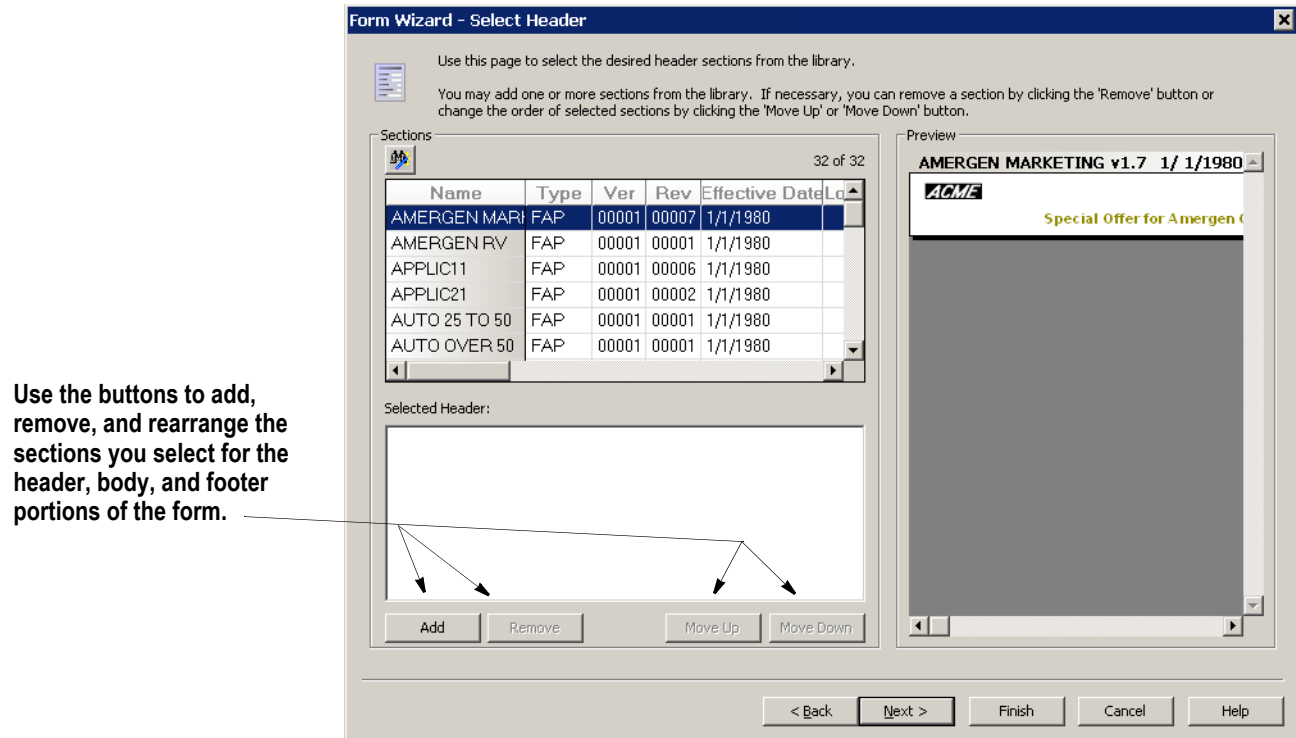 Form Wizard - Select Header
Use this page to select the desired header sections from the library.
You may add one or more sections from the library. If necessary, you can remove a section by clicking the 'Remove' button or
change the order of selected sections by clicking the 'Move Up' or 'Move Down' button.
Sections
32 of 32
Name Type Ver Rev Effective Date Lo
AMERGEN MAR FAP 00001 00007 1/1/1980
AMERGEN RV FAP 00001 00001 1/1/1980
APPLIC11 FAP 00001 00006 1/1/1980
APPLIC21 FAP 00001 00002 1/1/1980
AUTO 25 TO 50 FAP 00001 00001 1/1/1980
AUTO OVER 50 FAP 00001 00001 1/1/1980
Selected Header:
Add Remove Move Up Move Down
Preview
AMERGEN MARKETING v1.7 1/ 1/1980
ACME
Special Offer for Amergen
< Back Next > Finish Cancel Help
Use the buttons to add,
remove, and rearrange the
sections you select for the
header, body, and footer
portions of the form.